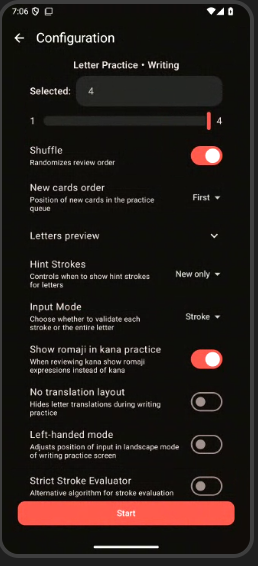 7:06
Configuration
Letter Practice • Writing
Selected: 4
1 4
Shuffle
Randomizes review order
New cards order
Position of new cards in the practice
queue
First
Letters preview
Hint Strokes
Controls when to show hint strokes
for letters
New only
Input Mode
Choose whether to validate each
stroke or the entire letter
Stroke
Show romaji in kana practice
When reviewing kana show romaji
expressions instead of kana
No translation layout
Hides letter translations during writing
practice
Left-handed mode
Adjusts position of input in landscape mode
of writing practice screen
Strict Stroke Evaluator
Alternative algorithm for stroke evaluation
Start